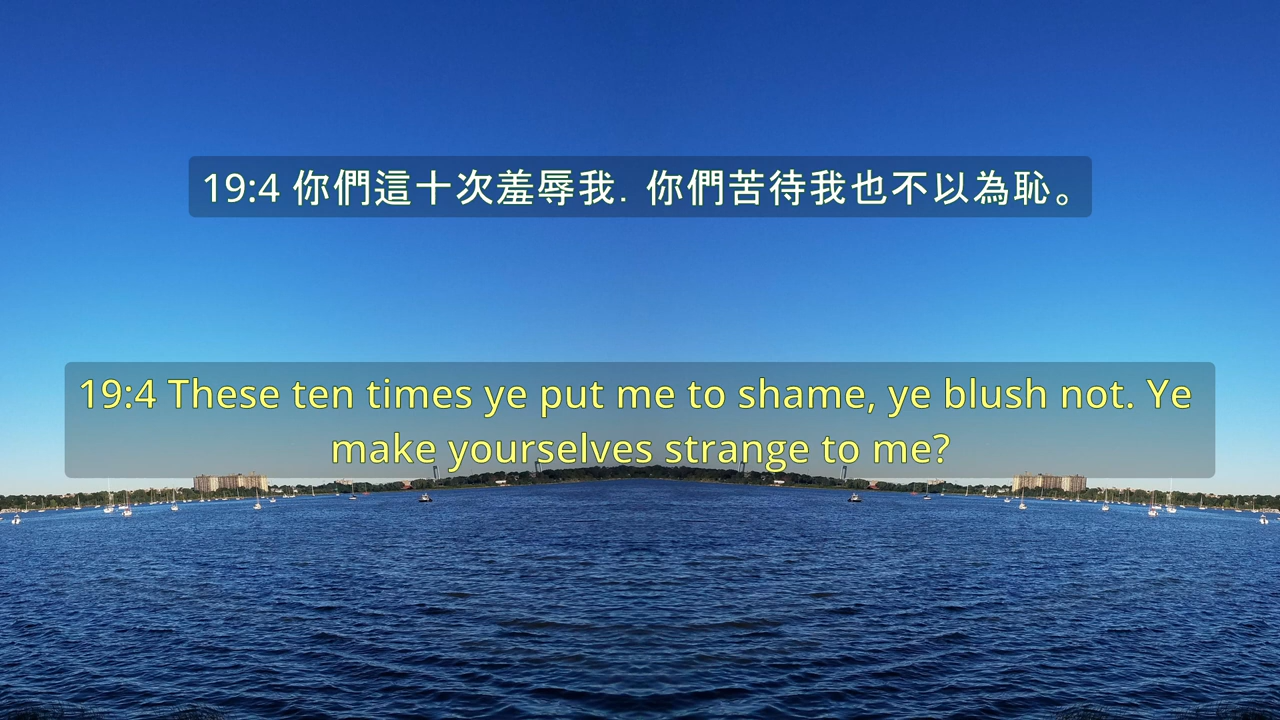 19:4 你們這十次羞辱我．你們苦待我也不以為恥。
19:4 These ten times ye put me to shame, ye blush not. Ye
make yourselves strange to me?